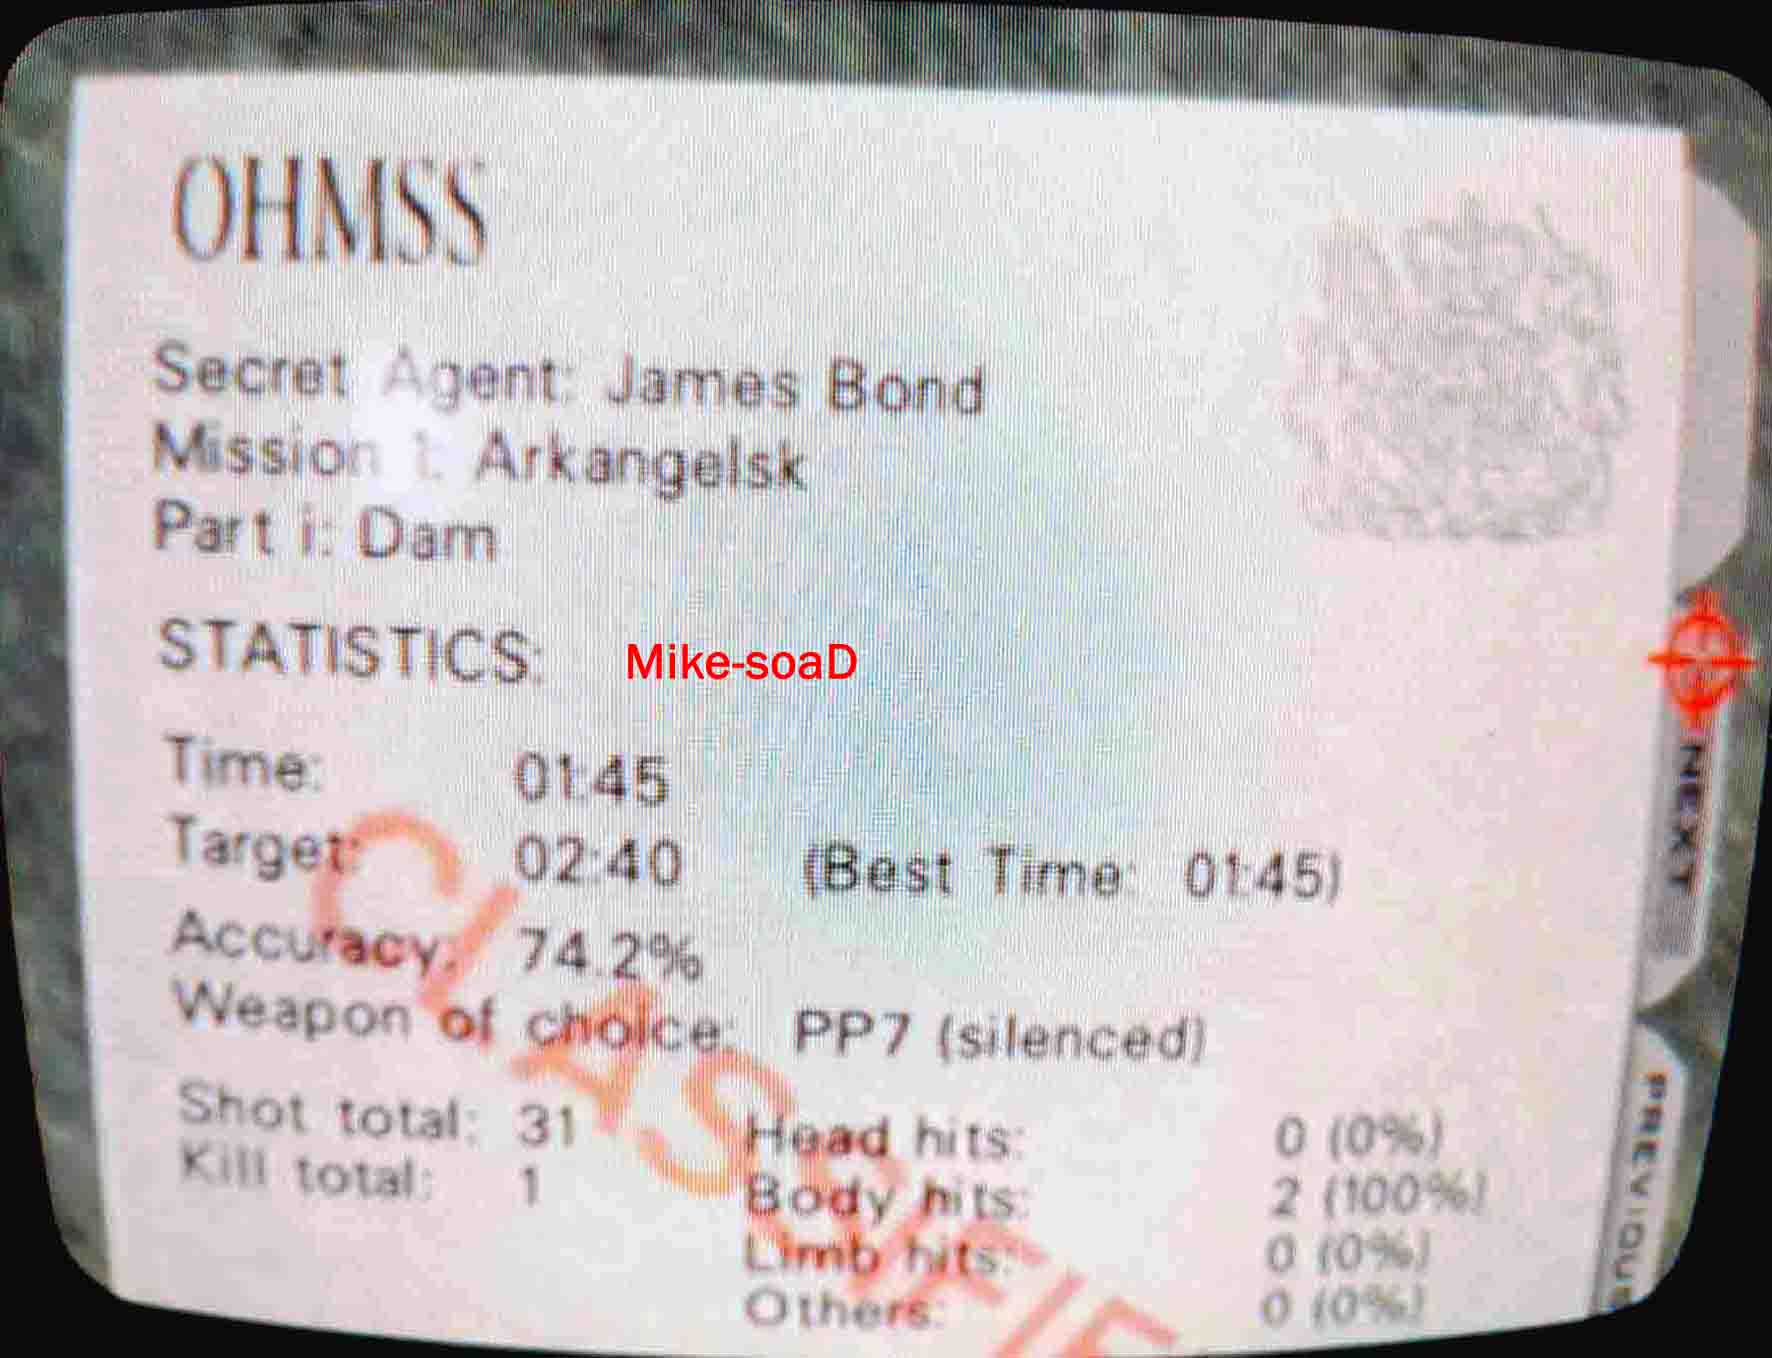 OHMSS
Secret Agent: James Bond
Mission 1: Arkangelsk
Part i: Dam
STATISTICS:
Mike-soaD
Time: 01:45
Target: 02:40 (Best Time: 01:45)
Accuracy: 74.2%
Weapon of choice: PP7 (silenced)
Shot total: 31
Kill total: 1
Head hits: 0 (0%)
Body hits: 2 (100%)
Limb hits: 0 (0%)
Others: 0 (0%)
CLASSIFIE
NEXT
PREVIOUS